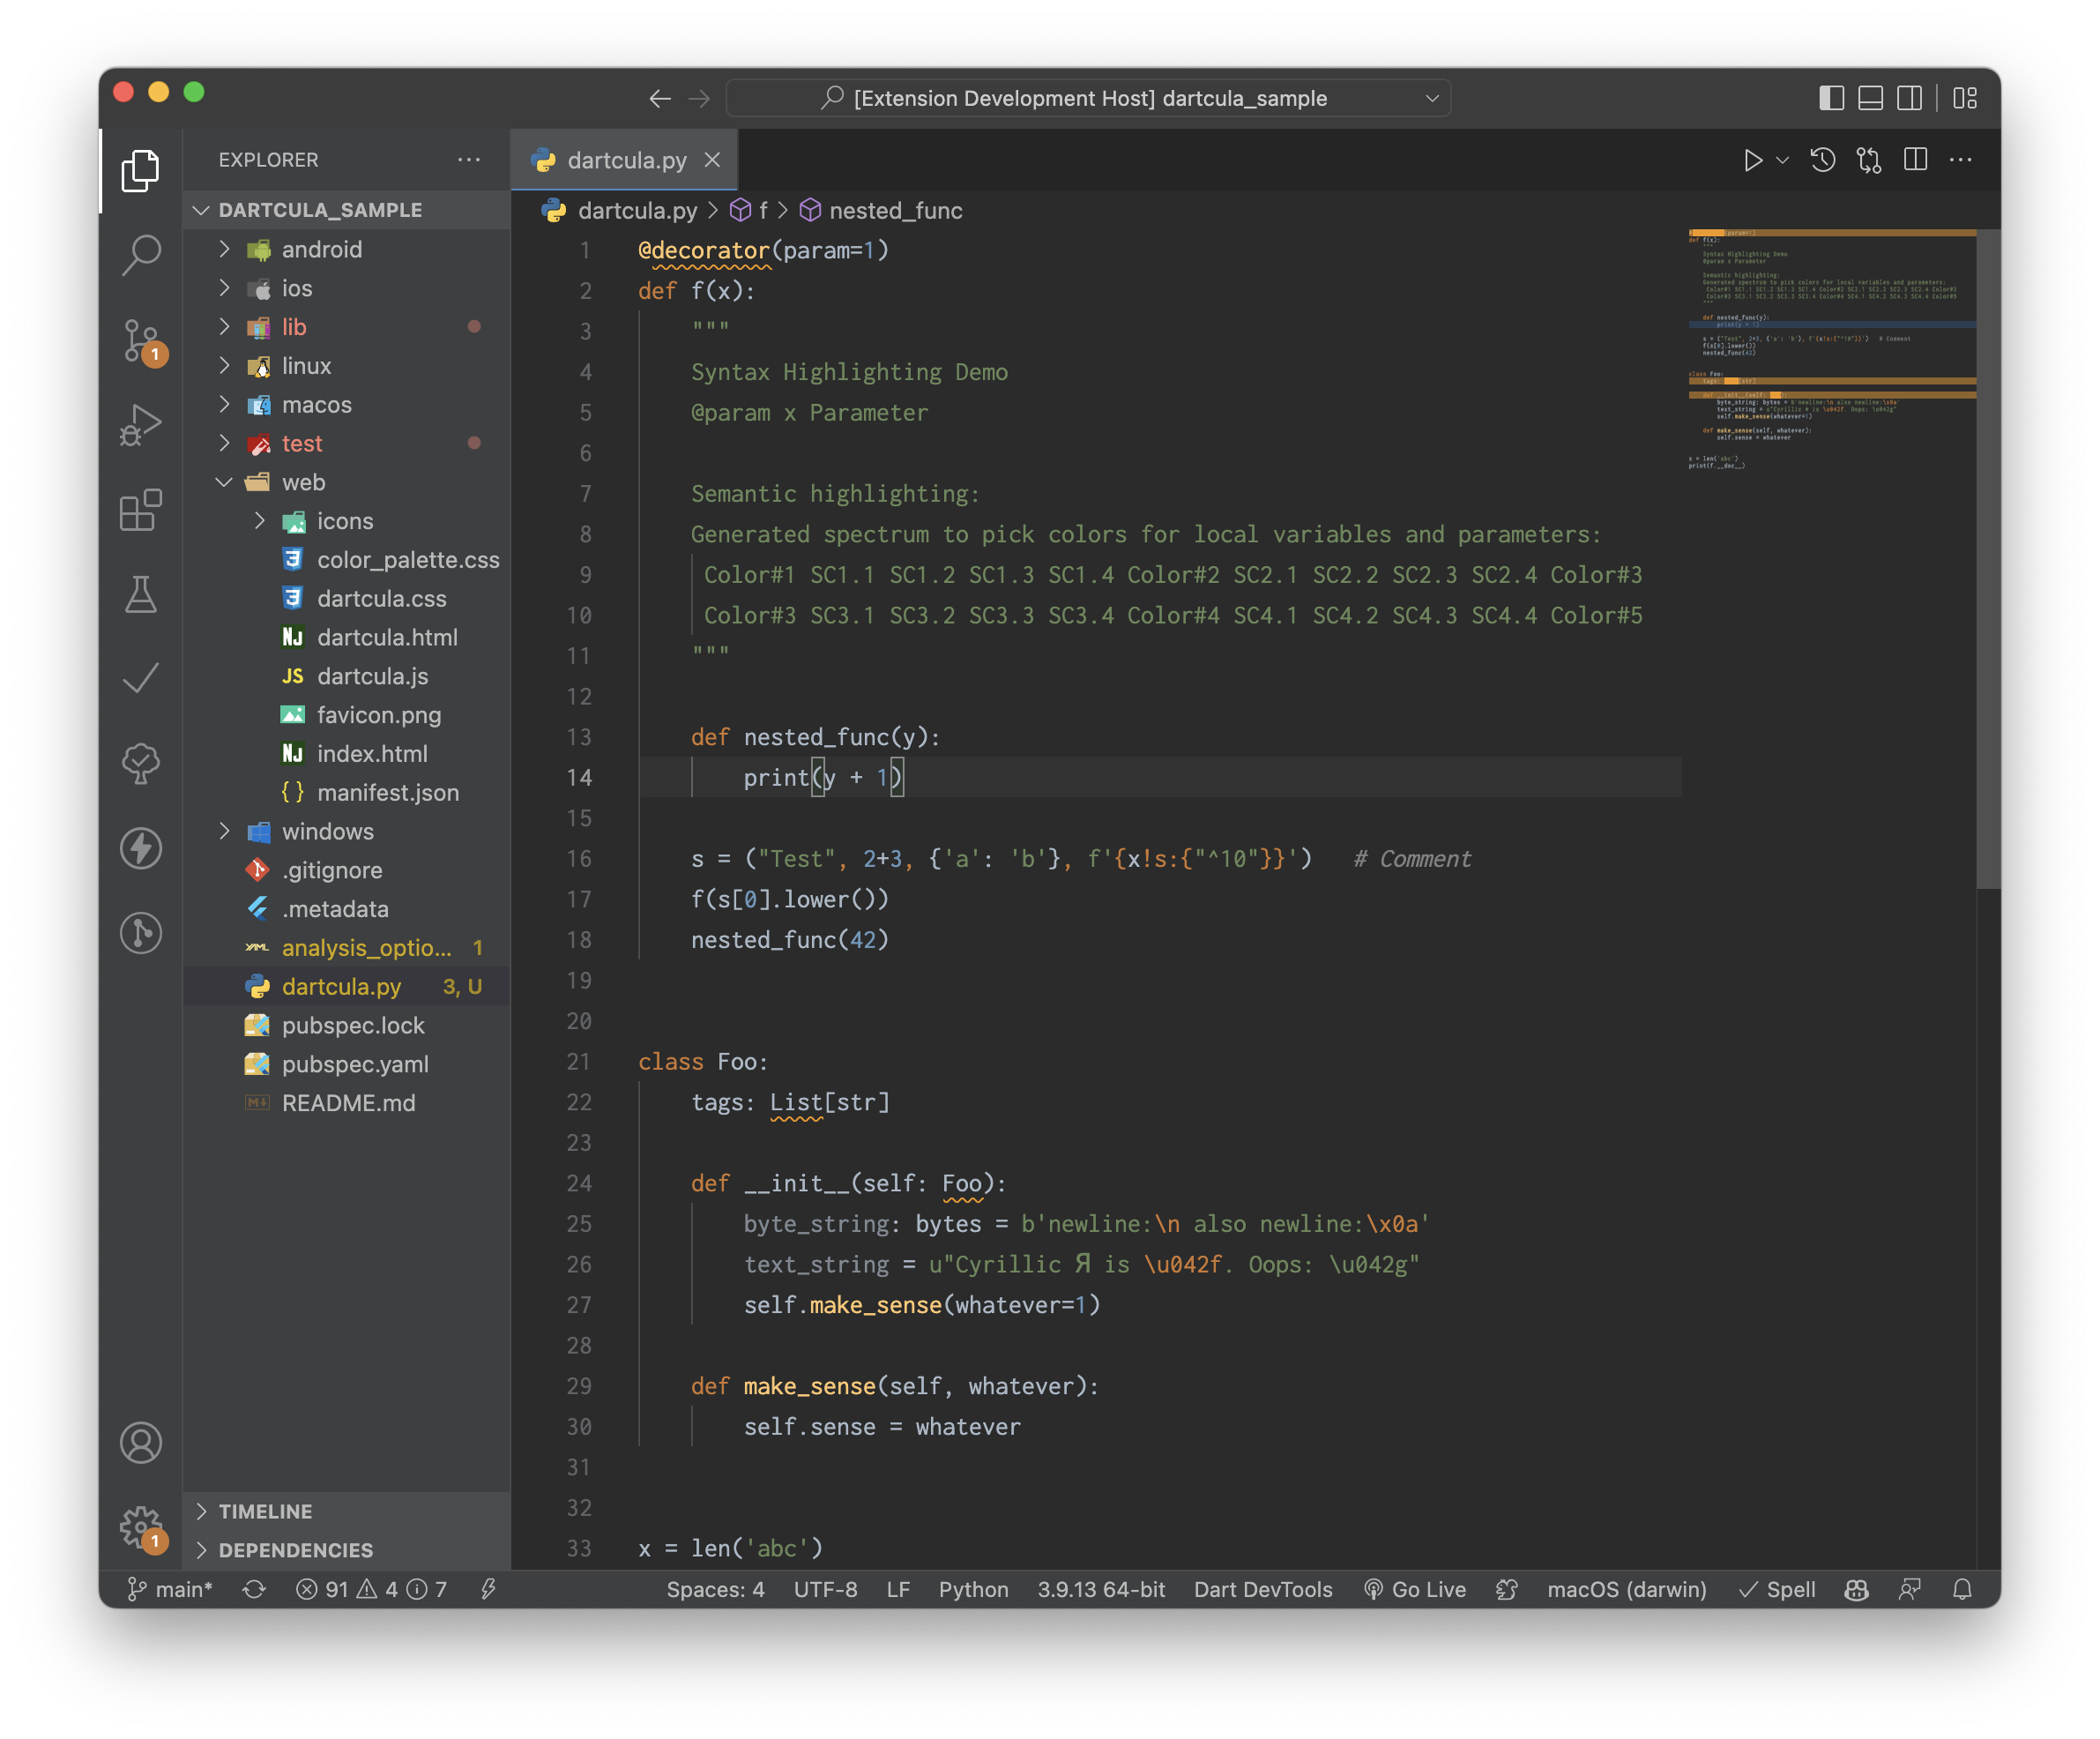 [Extension Development Host] dartcula_sample
EXPLORER
DARTCULA_SAMPLE
android
ios
lib
linux
macos
test
web
icons
color_palette.css
dartcula.css
NJ dartcula.html
JS dartcula.js
favicon.png
NJ index.html
{ } manifest.json
windows
.gitignore
.metadata
YAML analysis_optio... 1
dartcula.py 3, U
pubspec.lock
pubspec.yaml
M README.md
TIMELINE
DEPENDENCIES
1
1
dartcula.py
dartcula.py > f > nested_func
1 @decorator(param=1)
2 def f(x):
3 """
4 Syntax Highlighting Demo
5 @param x Parameter
6
7 Semantic highlighting:
8 Generated spectrum to pick colors for local variables and parameters:
9 Color#1 SC1.1 SC1.2 SC1.3 SC1.4 Color#2 SC2.1 SC2.2 SC2.3 SC2.4 Color#3
10 Color#3 SC3.1 SC3.2 SC3.3 SC3.4 Color#4 SC4.1 SC4.2 SC4.3 SC4.4 Color#5
11 """
12
13 def nested_func(y):
14 print(y + 1)
15
16 s = ("Test", 2+3, {'a': 'b'}, f'{x!s:{"^10"}}') # Comment
17 f(s[0].lower())
18 nested_func(42)
19
20
21 class Foo:
22 tags: List[str]
23
24 def __init__(self: Foo):
25 byte_string: bytes = b'newline:\n also newline:\x0a'
26 text_string = u"Cyrillic Я is \u042f. Oops: \u042g"
27 self.make_sense(whatever=1)
28
29 def make_sense(self, whatever):
30 self.sense = whatever
31
32
33 x = len('abc')
main* 91 4 7 Spaces: 4 UTF-8 LF Python 3.9.13 64-bit Dart DevTools Go Live macOS (darwin) Spell